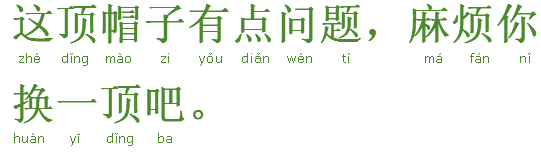 这顶帽子有点问题，麻烦你
zhè dǐng mào zi yǒu diǎn wèn tí má fán nǐ
换一顶吧。
huàn yī dǐng ba